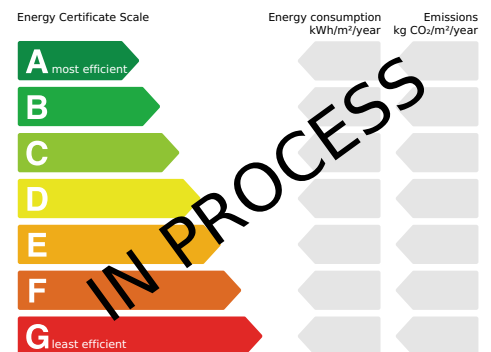 Energy Certificate Scale
Energy consumption
kWh/m²/year
Emissions
kg CO₂/m²/year
A most efficient
B
C
D
E
F
G least efficient
IN PROCESS